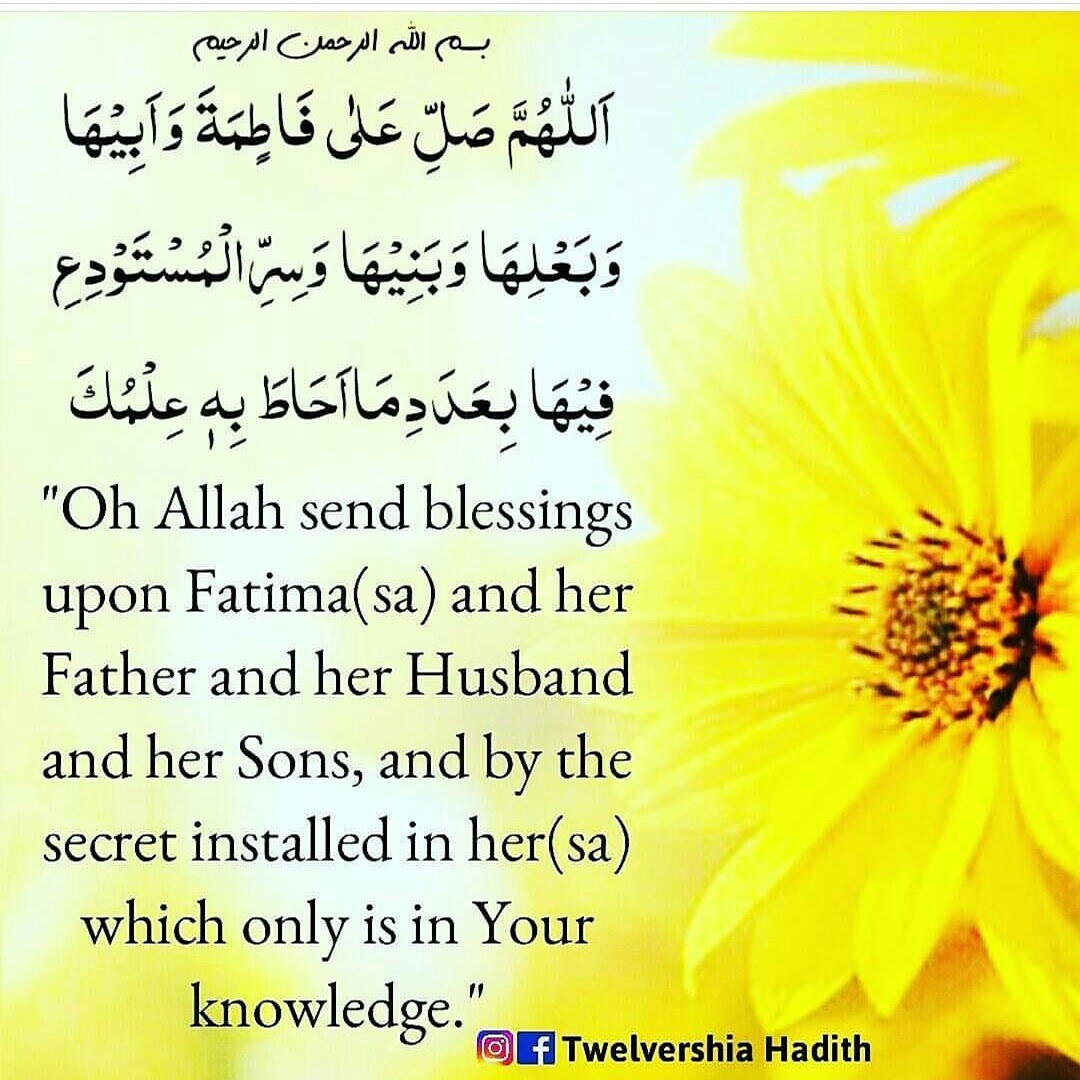 بسم الله الرحمن الرحيم
اَللّٰهُمَّ صَلِّ عَلٰى فَاطِمَةَ وَاَبِيْهَا
وَبَعْلِهَا وَبَنِيْهَا وَسِرِّالْمُسْتَوْدِعِ
فِيْهَا بِعَدَدِمَااَحَاطَ بِهٖ عِلْمُكَ
"Oh Allah send blessings
upon Fatima(sa) and her
Father and her Husband
and her Sons, and by the
secret installed in her(sa)
which only is in Your
knowledge."
Twelvershia Hadith